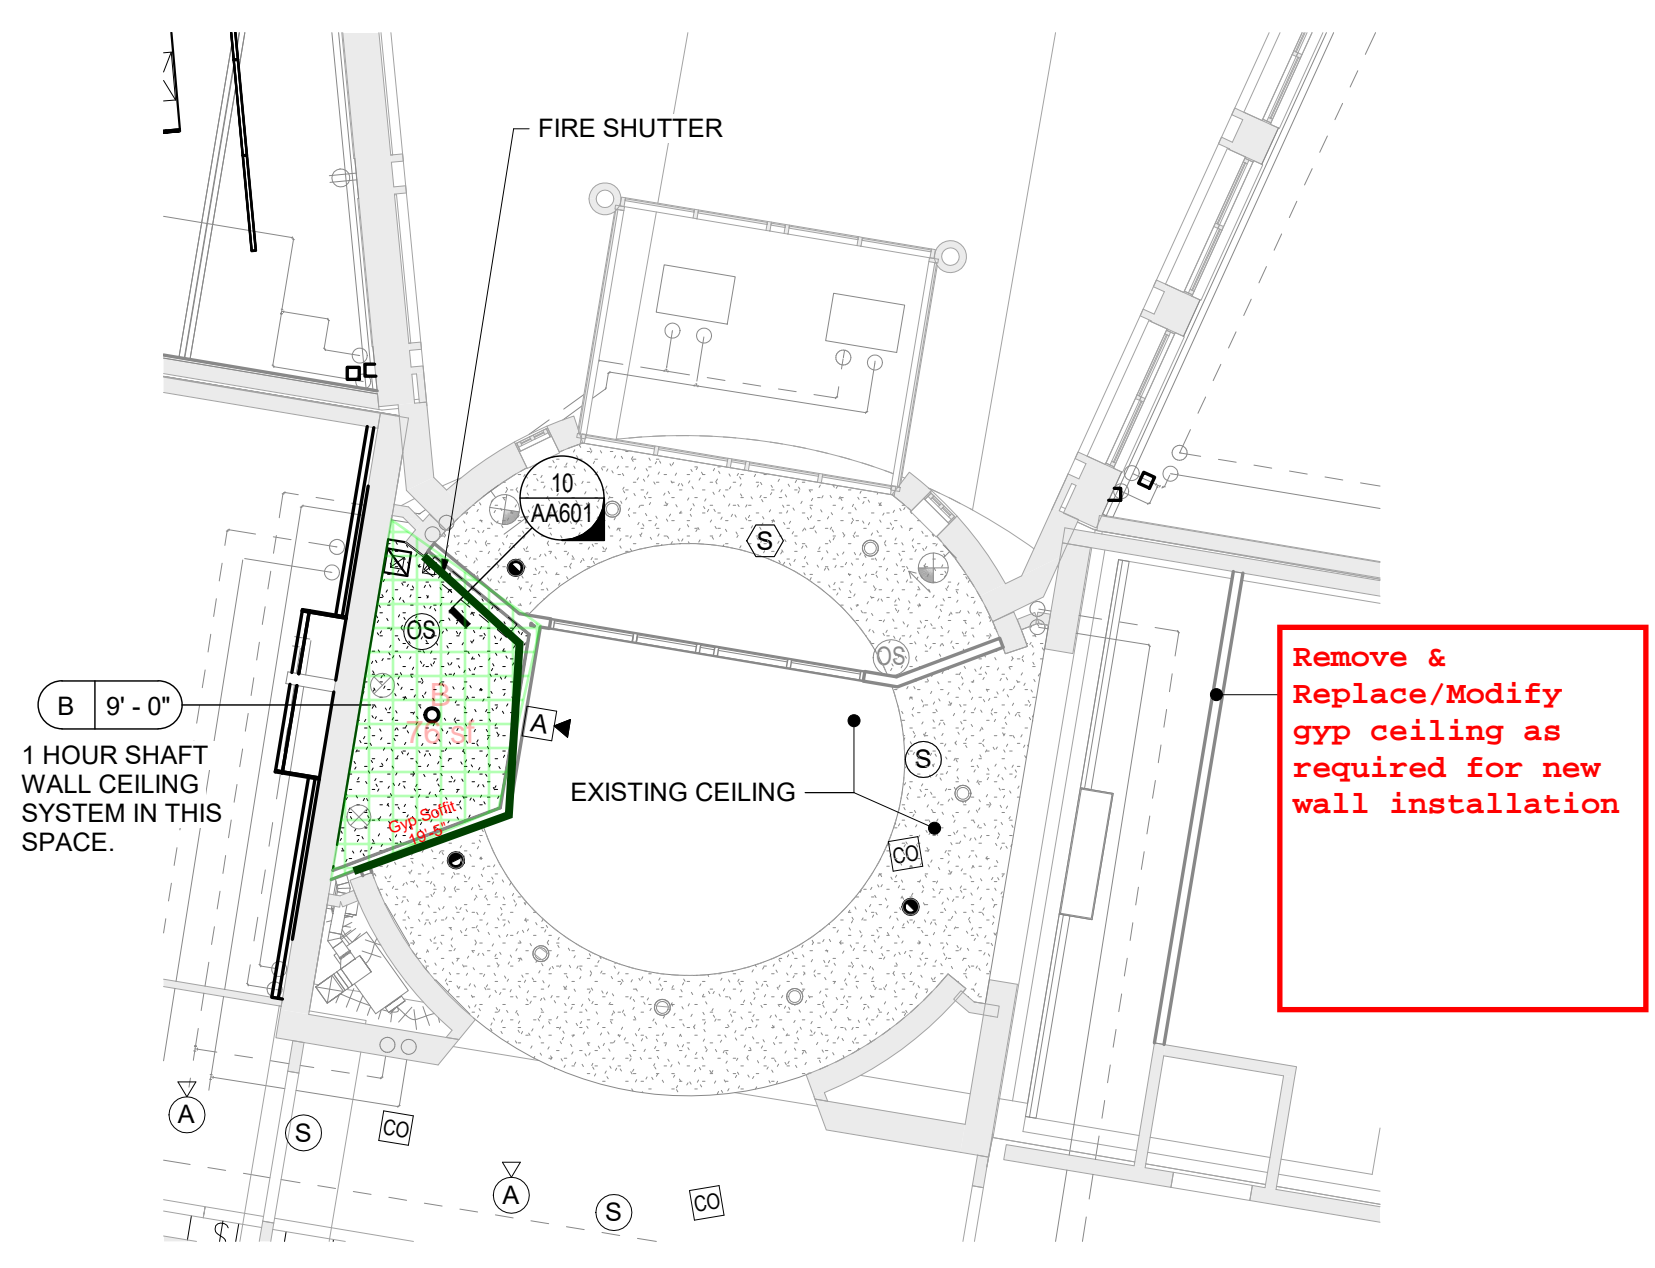 FIRE SHUTTER
10
AA601
S
OS
OS
B 9' - 0"
1 HOUR SHAFT
WALL CEILING
SYSTEM IN THIS
SPACE.
B
76 sf
A
EXISTING CEILING
S
CO
Gyp Soffit
Remove &
Replace/Modify
gyp ceiling as
required for new
wall installation
A
S
CO
A
S
CO